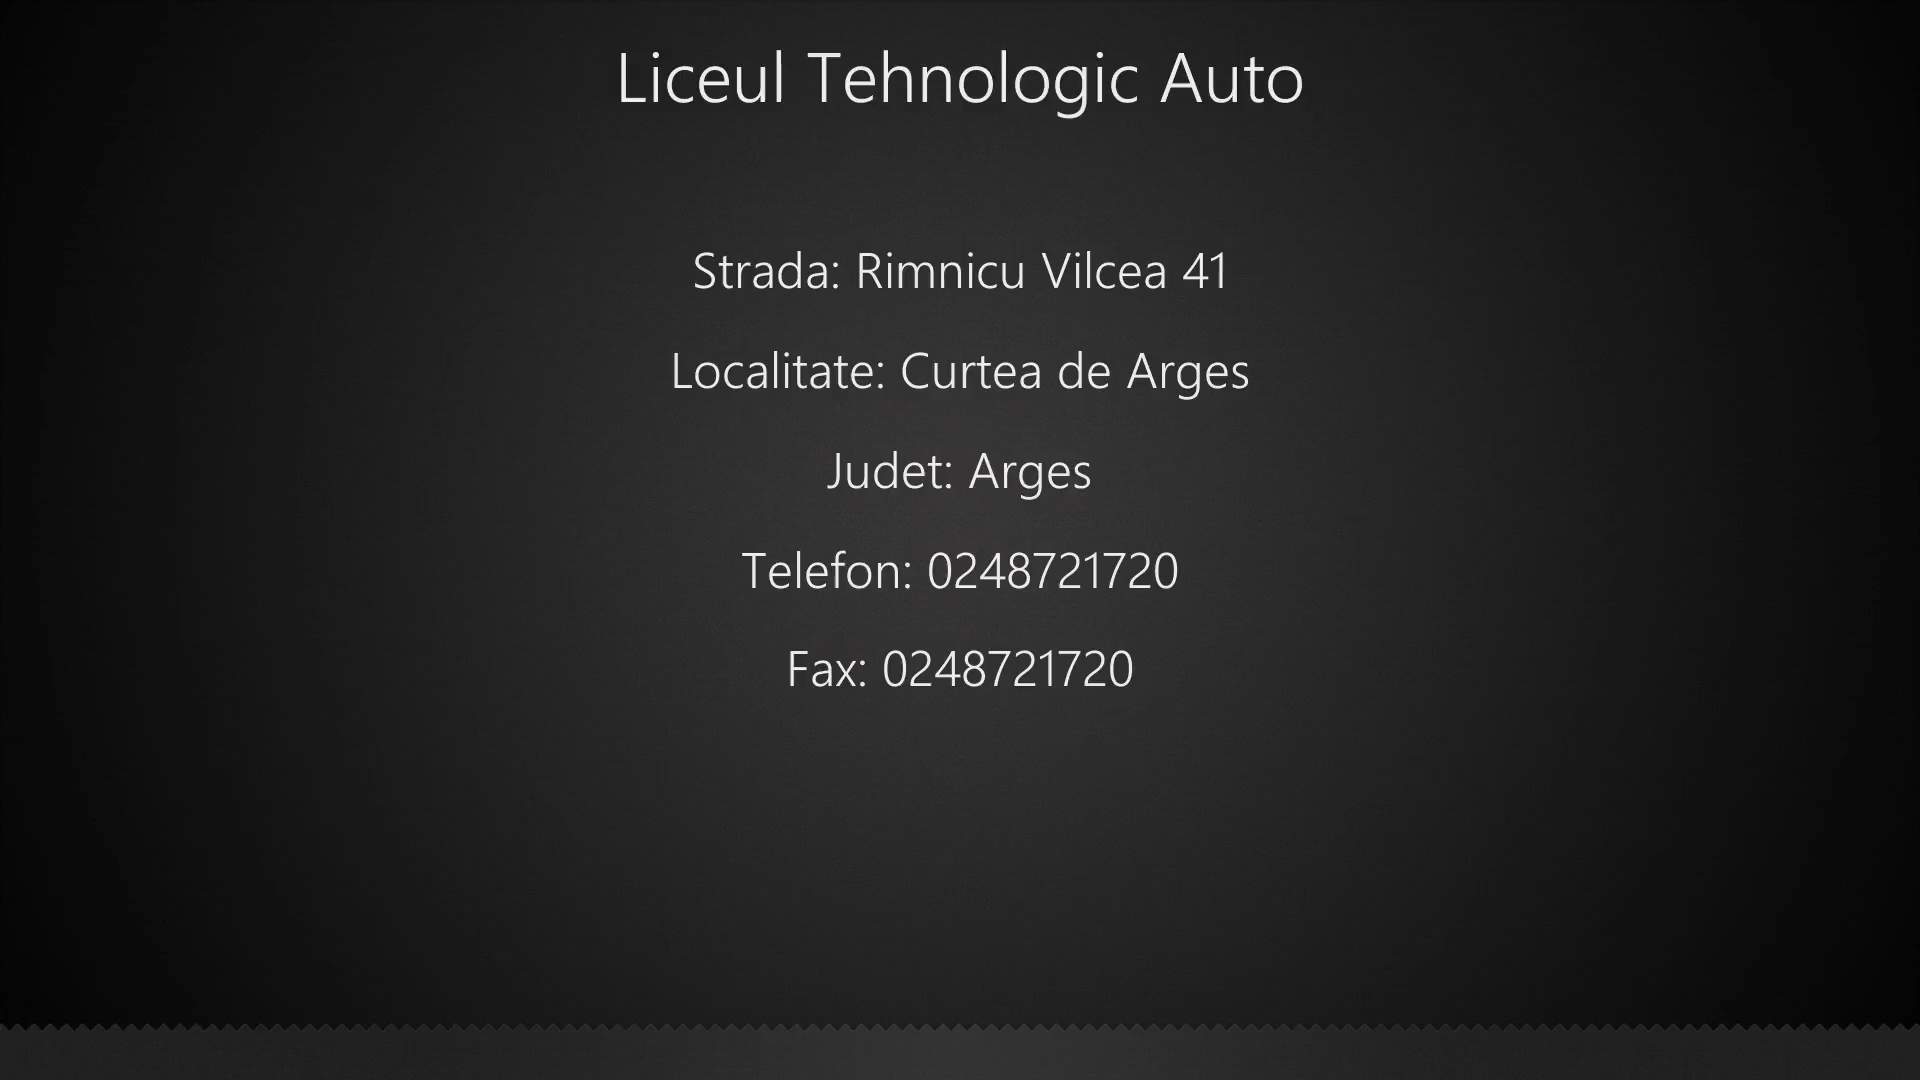 Liceul Tehnologic Auto
Strada: Rimnicu Vilcea 41
Localitate: Curtea de Arges
Judet: Arges
Telefon: 0248721720
Fax: 0248721720